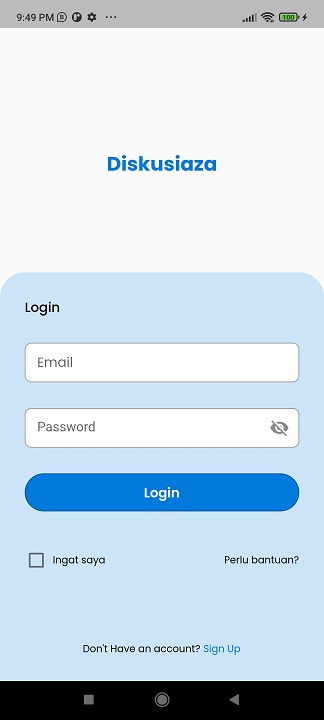 9:49 PM
100
Diskusiaza
Login
Email
Password
Login
Ingat saya Perlu bantuan?
Don't Have an account? Sign Up